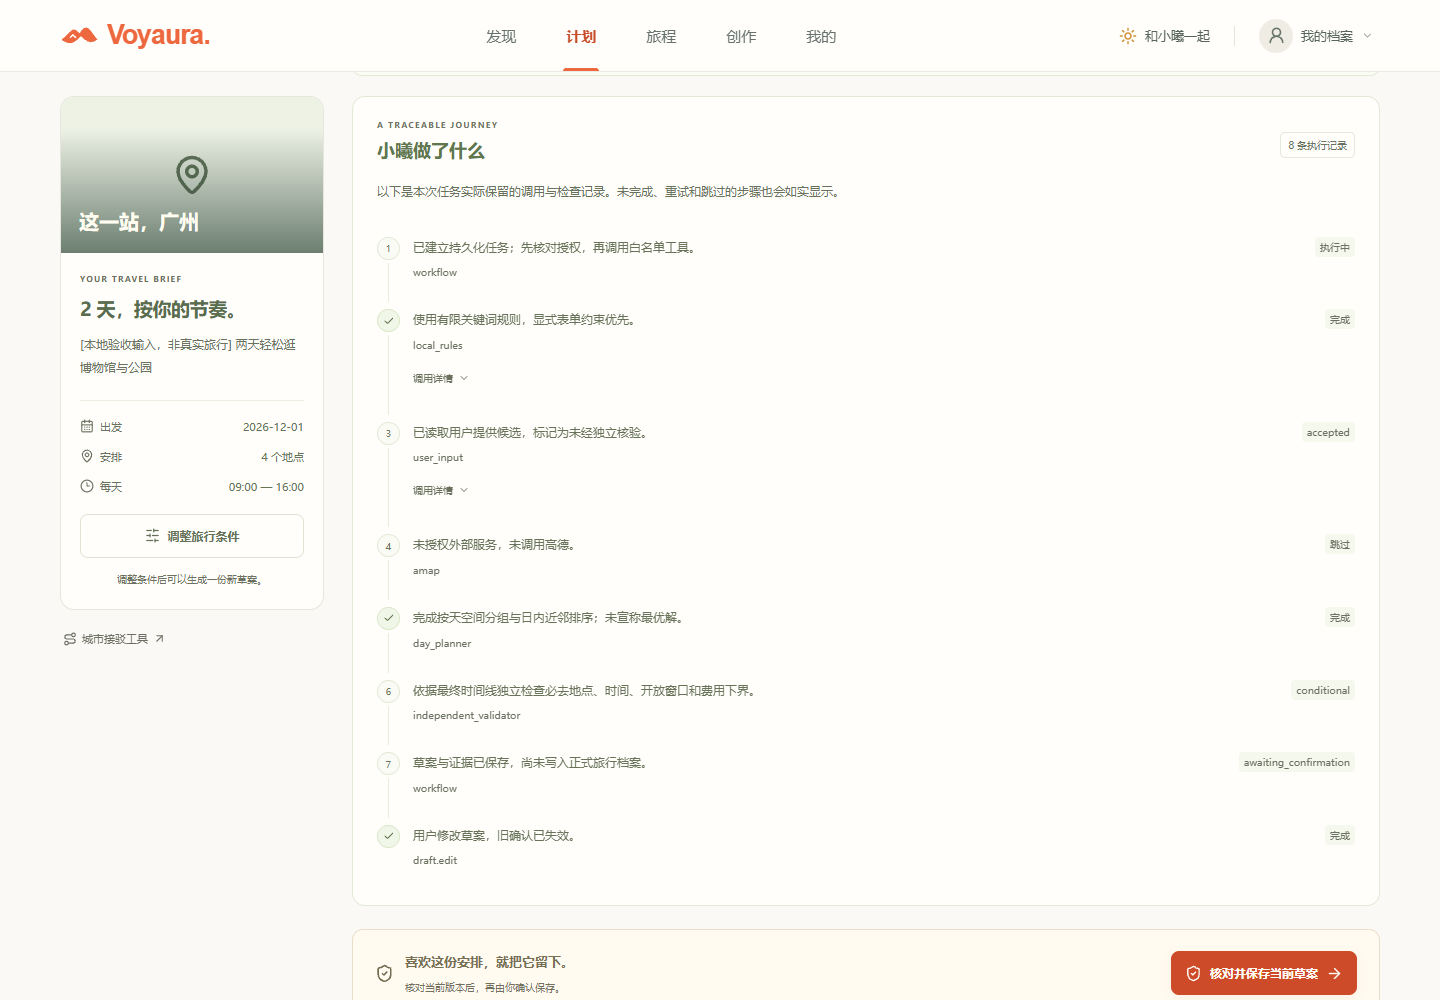 Voyaura.
发现
计划
旅程
创作
我的
和小曦一起
我的档案
这一站，广州
YOUR TRAVEL BRIEF
2 天，按你的节奏。
[本地验收输入，非真实旅行] 两天轻松逛
博物馆与公园
出发 2026-12-01
安排 4 个地点
每天 09:00 — 16:00
调整旅行条件
调整条件后可以生成一份新草案。
城市接驳工具
A TRACEABLE JOURNEY
小曦做了什么
8 条执行记录
以下是本次任务实际保留的调用与检查记录。未完成、重试和跳过的步骤也会如实显示。
1 已建立持久化任务；先核对授权，再调用白名单工具。 执行中
workflow
使用有限关键词规则，显式表单约束优先。 完成
local_rules
调用详情
3 已读取用户提供候选，标记为未经独立核验。 accepted
user_input
调用详情
4 未授权外部服务，未调用高德。 跳过
amap
完成按天空间分组与日内近邻排序；未宣称最优解。 完成
day_planner
6 依据最终时间线独立检查必去地点、时间、开放窗口和费用下界。 conditional
independent_validator
7 草案与证据已保存，尚未写入正式旅行档案。 awaiting_confirmation
workflow
用户修改草案，旧确认已失效。 完成
draft.edit
喜欢这份安排，就把它留下。
核对当前版本后，再由你确认保存。
核对并保存当前草案